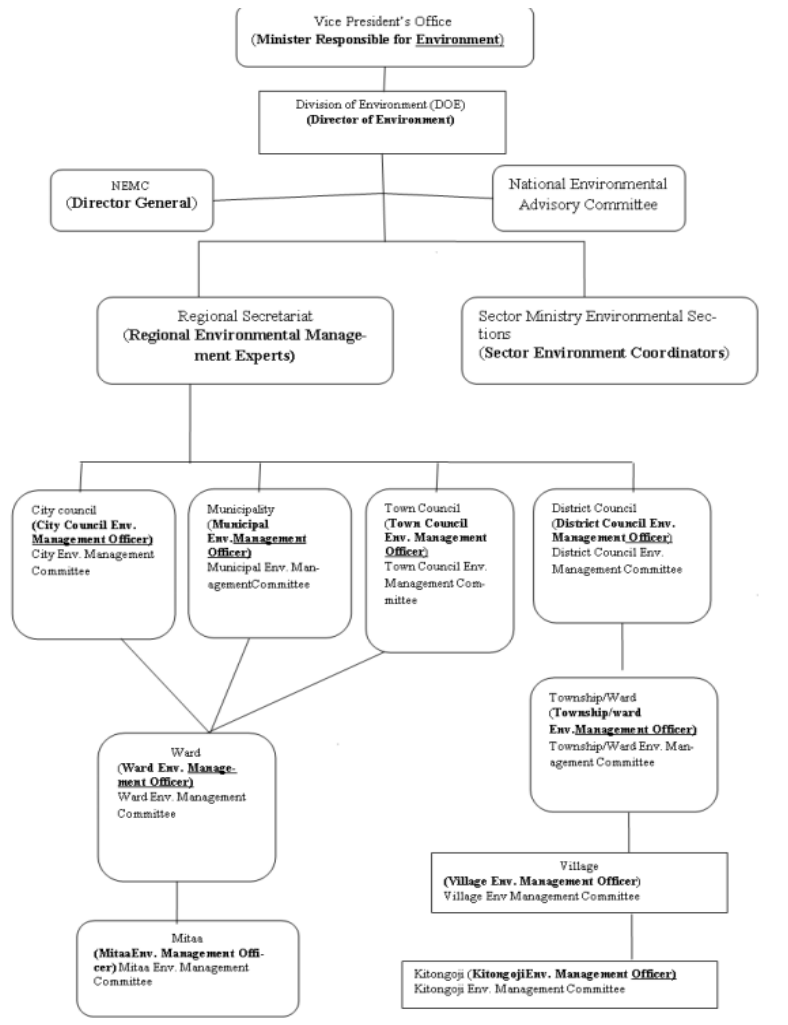 Vice President's Office
(Minister Responsible for Environment)
Division of Environment (DOE)
(Director of Environment)
NEMC
(Director General)
National Environmental
Advisory Committee
Regional Secretariat
(Regional Environmental Manage-
ment Experts)
Sector Ministry Environmental Sec-
tions
(Sector Environment Coordinators)
City council
(City Council Env.
Management Officer)
City Env. Management
Committee
Municipality
(Municipal
Env.Management
Officer)
Municipal Env. Man-
agementCommittee
Town Council
(Town Council
Env. Management
Officer)
Town Council Env.
Management Com-
mittee
District Council
(District Council Env.
Management Officer)
District Council Env.
Management Committee
Township/Ward
(Township/ward
Env.Management Officer)
Township/Ward Env. Man-
agement Committee
Ward
(Ward Env. Manage-
ment Officer)
Ward Env. Management
Committee
Village
(Village Env. Management Officer)
Village Env Management Committee
Mitaa
(MitaaEnv. Management Offi-
cer) Mitaa Env. Management
Committee
Kitongoji (KitongojiEnv. Management Officer)
Kitongoji Env. Management Committee